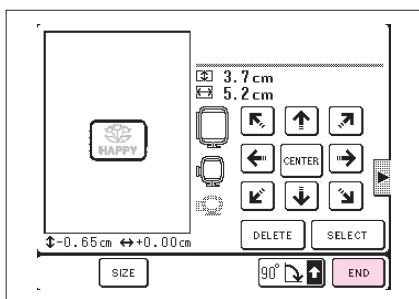 3.7cm
5.2cm
HAPPY
CENTER
DELETE
SELECT
-0.65cm +0.00cm
SIZE
90°
END